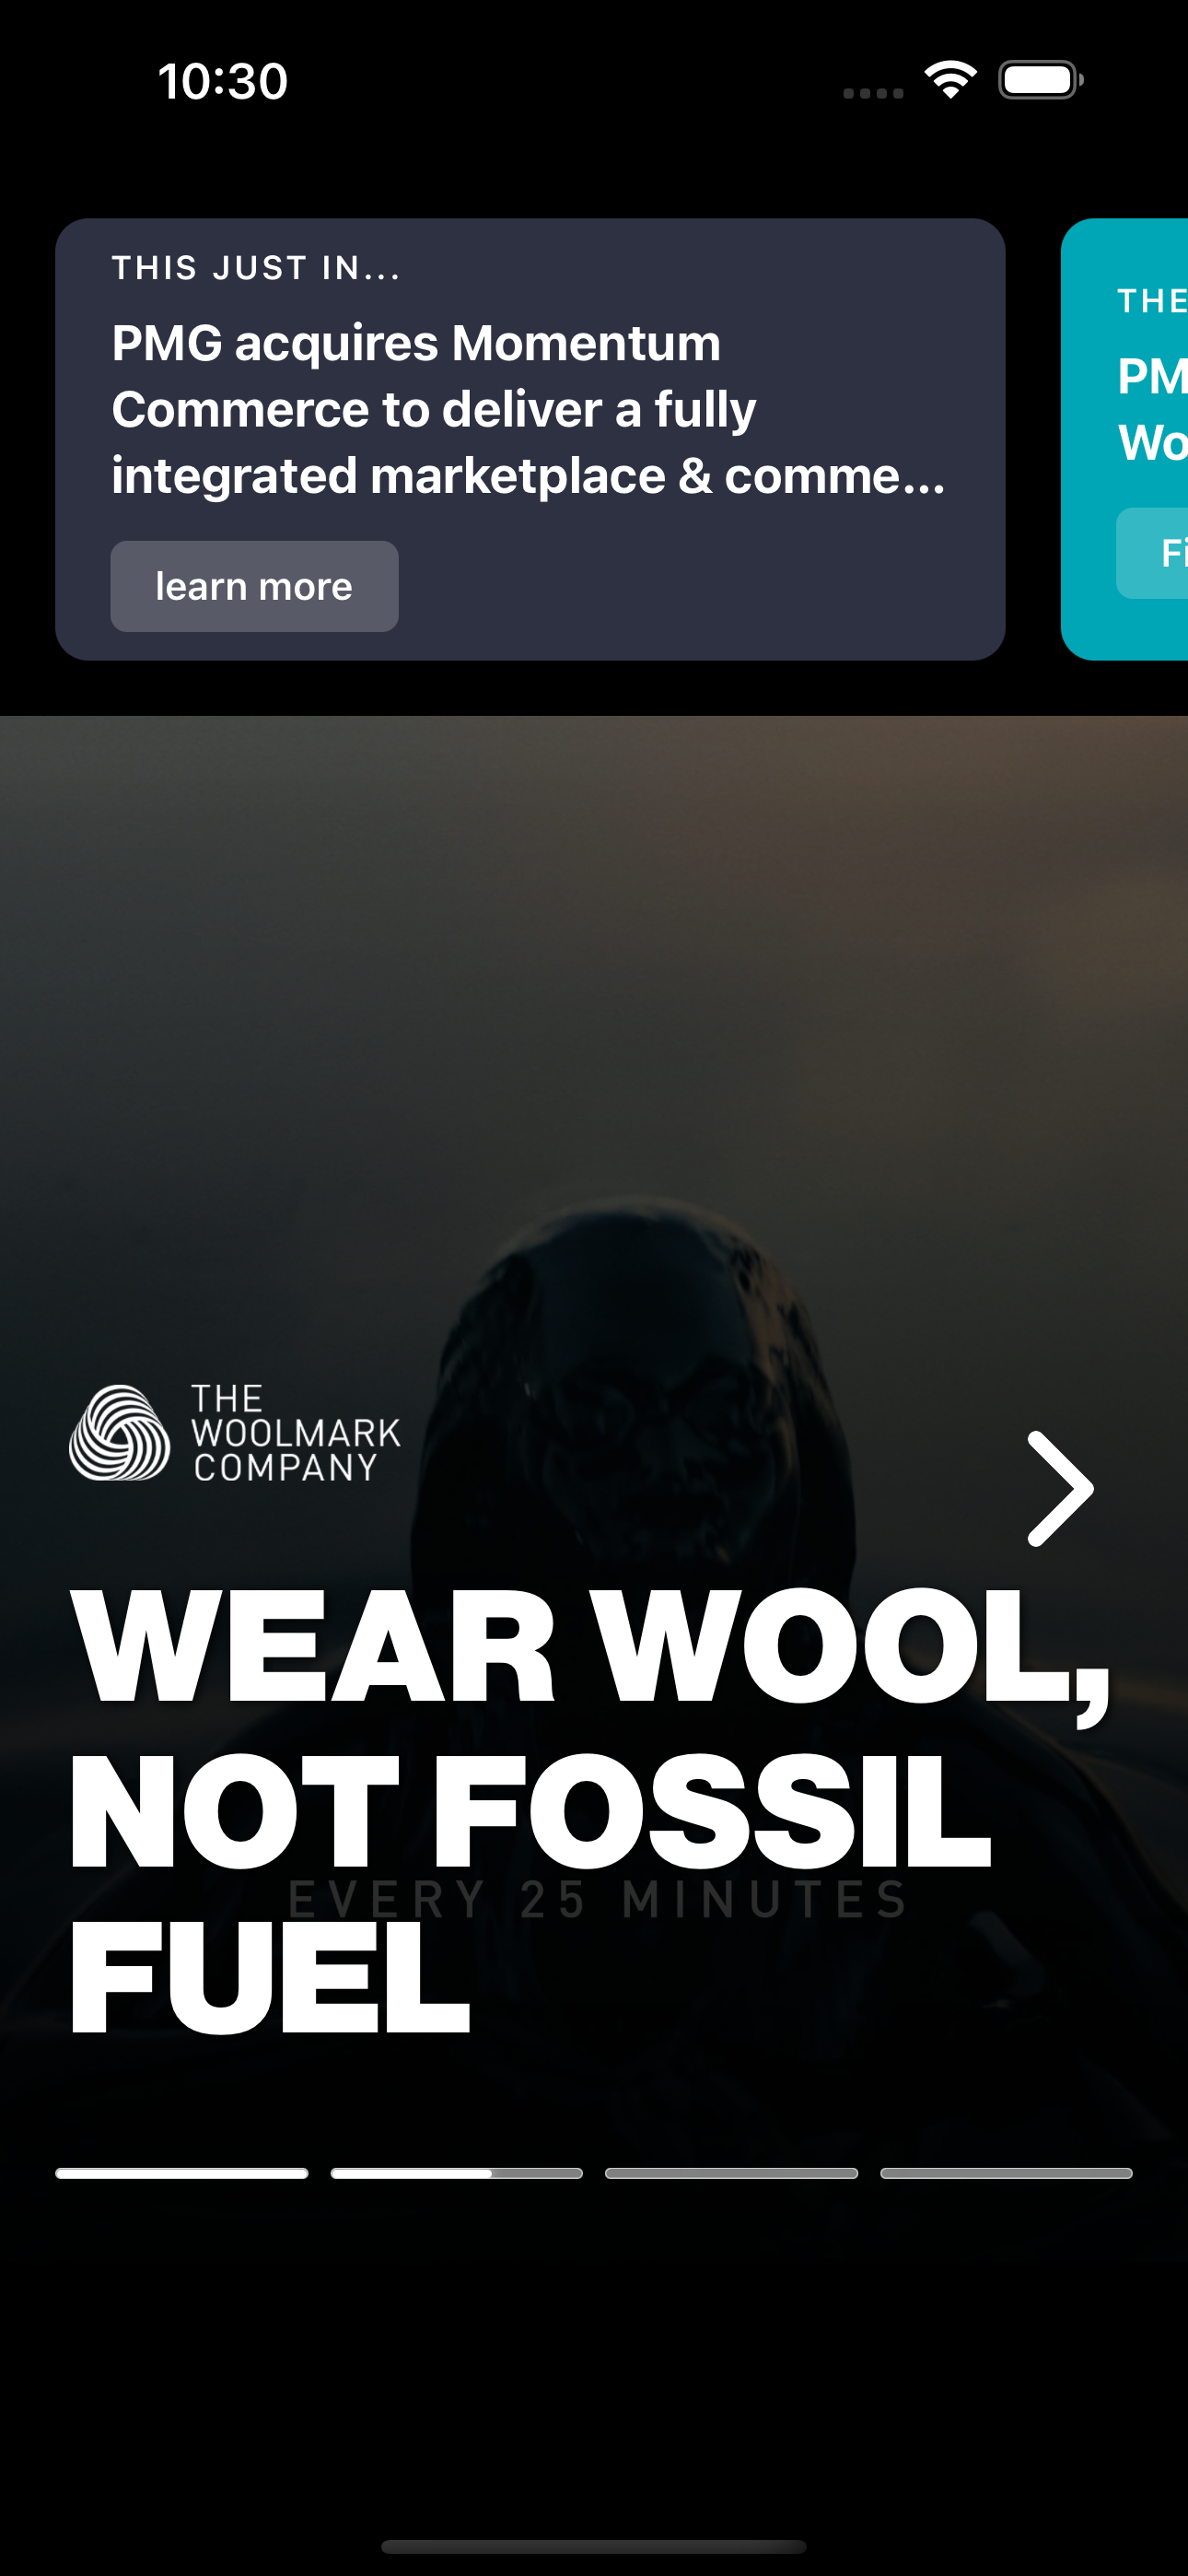 10:30
THIS JUST IN...
PMG acquires Momentum
Commerce to deliver a fully
integrated marketplace & comme...
learn more
THE
PM
Wo
Fi
THE
WOOLMARK
COMPANY
WEAR WOOL,
NOT FOSSIL
EVERY 25 MINUTES
FUEL